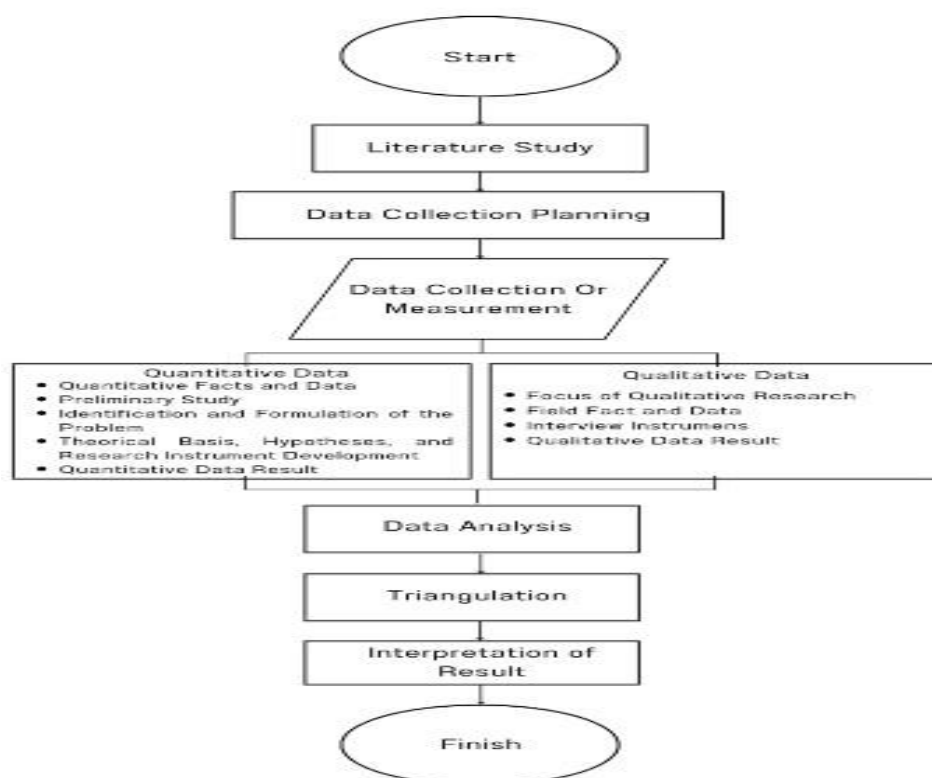 Start
Literature Study
Data Collection Planning
Data Collection Or
Measurement
Quantitative Data
• Quantitative Facts and Data
• Preliminary Study
• Identification and Formulation of the
Problem
• Theorical Basis, Hypotheses, and
Research Instrument Development
• Quantitative Data Result
Qualitative Data
• Focus of Qualitative Research
• Field Fact and Data
• Interview Instrumens
• Qualitative Data Result
Data Analysis
Triangulation
Interpretation of
Result
Finish